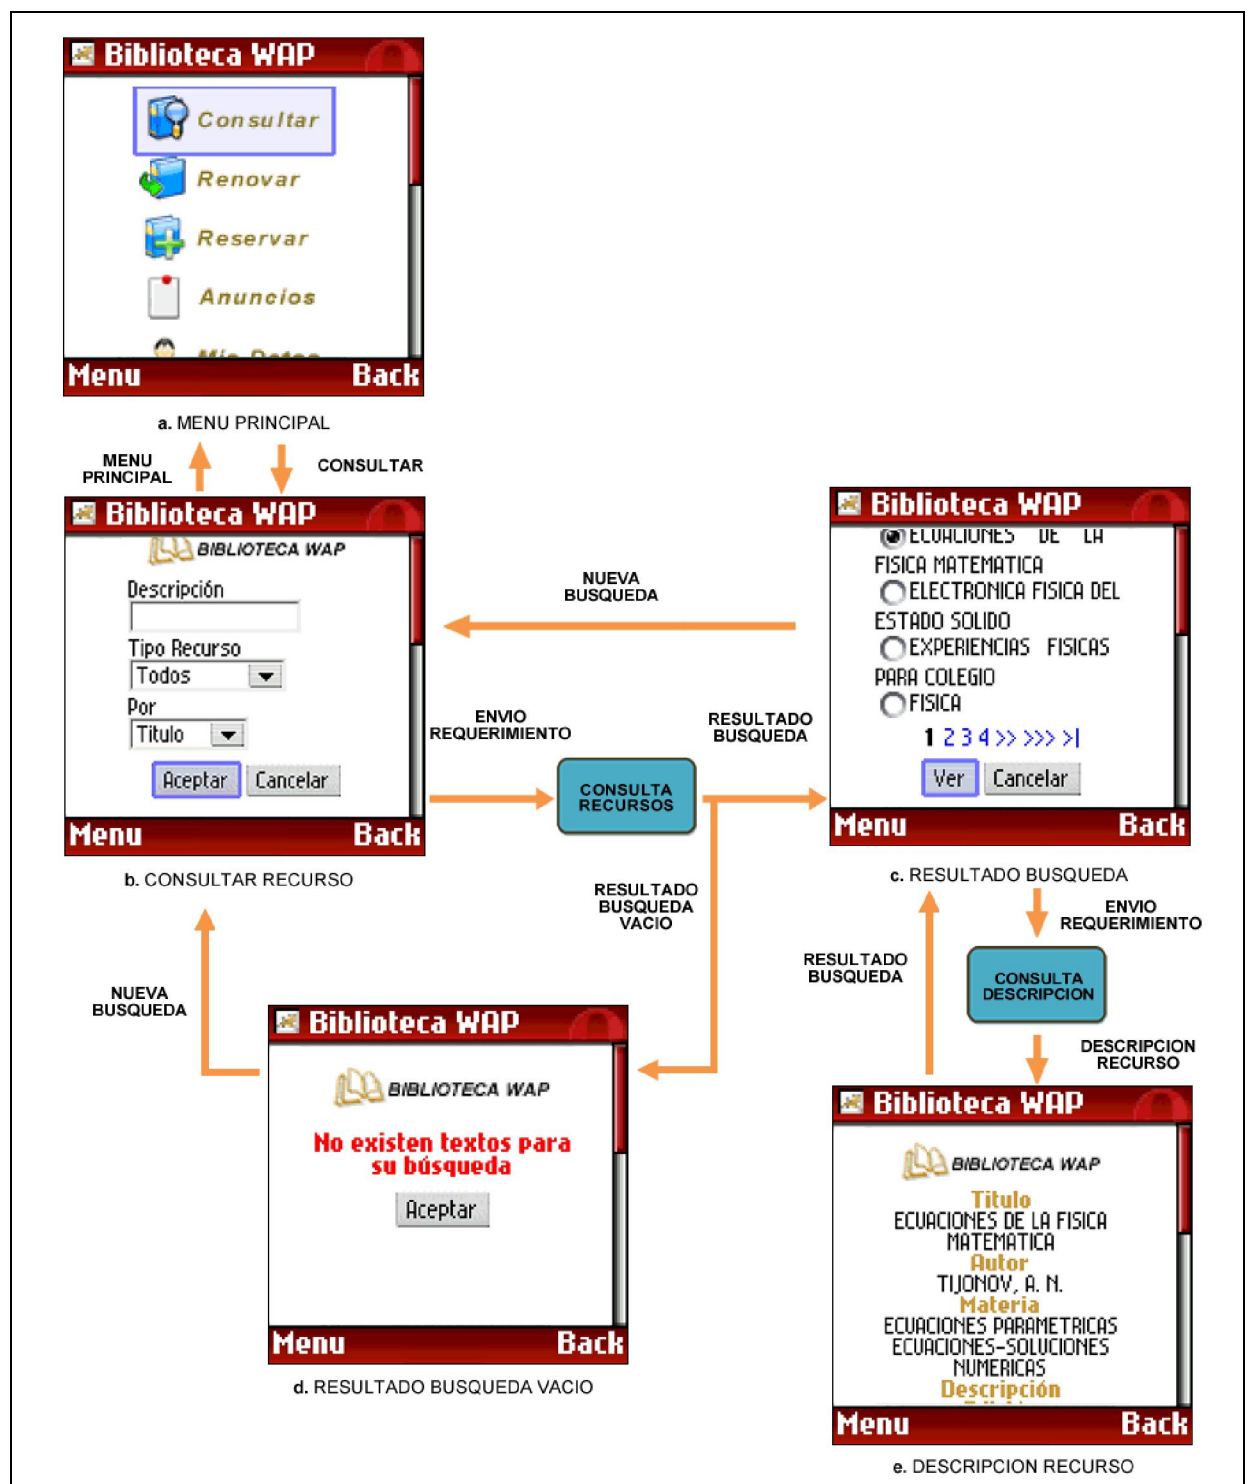 Biblioteca WAP
Consultar
Renovar
Reservar
Anuncios
Mis Datos
Menu Back
a. MENU PRINCIPAL
MENU
PRINCIPAL
CONSULTAR
Biblioteca WAP
BIBLIOTECA WAP
Descripción
Tipo Recurso
Todos
Por
Titulo
Aceptar Cancelar
Menu Back
b. CONSULTAR RECURSO
NUEVA
BUSQUEDA
ENVIO
REQUERIMIENTO
CONSULTA
RECURSOS
RESULTADO
BUSQUEDA
Biblioteca WAP
ECUACIONES DE LA
FISICA MATEMATICA
ELECTRONICA FISICA DEL
ESTADO SOLIDO
EXPERIENCIAS FISICAS
PARA COLEGIO
FISICA
1 2 3 4 >> >>> >|
Ver Cancelar
Menu Back
c. RESULTADO BUSQUEDA
RESULTADO
BUSQUEDA
VACIO
NUEVA
BUSQUEDA
Biblioteca WAP
BIBLIOTECA WAP
No existen textos para
su búsqueda
Aceptar
Menu Back
d. RESULTADO BUSQUEDA VACIO
ENVIO
REQUERIMIENTO
RESULTADO
BUSQUEDA
CONSULTA
DESCRIPCION
DESCRIPCION
RECURSO
Biblioteca WAP
BIBLIOTECA WAP
Titulo
ECUACIONES DE LA FISICA
MATEMATICA
Autor
TIJONOV, A. N.
Materia
ECUACIONES PARAMETRICAS
ECUACIONES-SOLUCIONES
NUMERICAS
Descripción
Menu Back
e. DESCRIPCION RECURSO